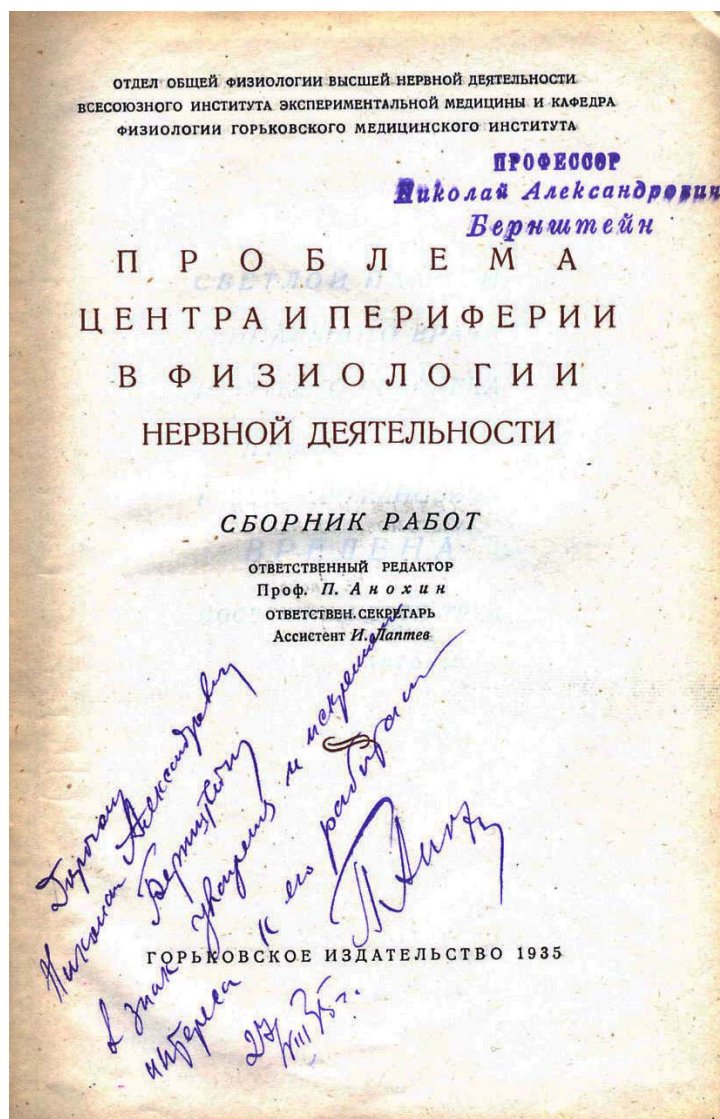 ОТДЕЛ ОБЩЕЙ ФИЗИОЛОГИИ ВЫСШЕЙ НЕРВНОЙ ДЕЯТЕЛЬНОСТИ
ВСЕСОЮЗНОГО ИНСТИТУТА ЭКСПЕРИМЕНТАЛЬНОЙ МЕДИЦИНЫ И КАФЕДРА
ФИЗИОЛОГИИ ГОРЬКОВСКОГО МЕДИЦИНСКОГО ИНСТИТУТА
ПРОФЕССОР
Николай Александрович
Бернштейн
ПРОБЛЕМА
ЦЕНТРА И ПЕРИФЕРИИ
В ФИЗИОЛОГИИ
НЕРВНОЙ ДЕЯТЕЛЬНОСТИ
СБОРНИК РАБОТ
ОТВЕТСТВЕННЫЙ РЕДАКТОР
Проф. П. Анохин
ОТВЕТСТВЕН. СЕКРЕТАРЬ
Ассистент И. Лаптев
Дорогому
Николаю Александровичу
Бернштейну
в знак уважения и искреннего
интереса к его работам
П Анохин
27/VIII 35 г.
ГОРЬКОВСКОЕ ИЗДАТЕЛЬСТВО 1935